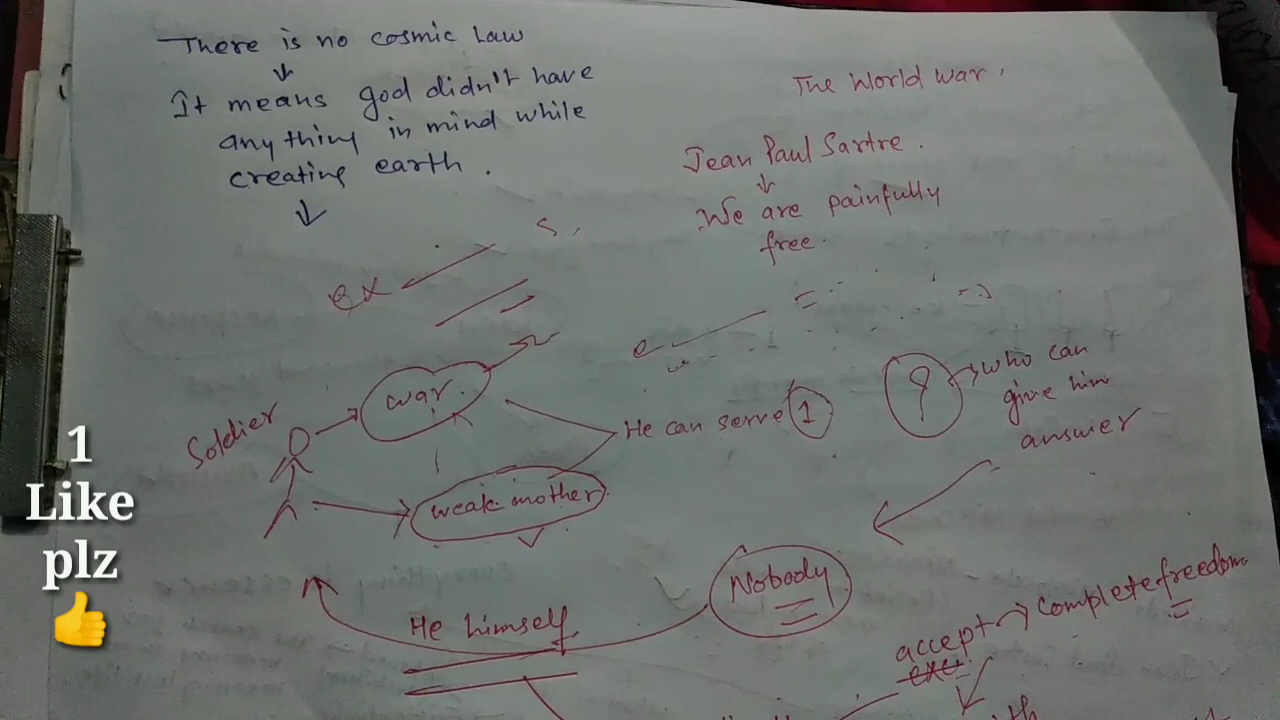 There is no cosmic Law
It means god didn't have
anything in mind while
creating earth.
The World War.
Jean Paul Sartre.
We are painfully
free.
ex
S,
e
Soldier
war.
weak mother
He can serve 1
?
who can
give him
answer
Nobody
He himself
accept complete freedom.
1
Like
plz